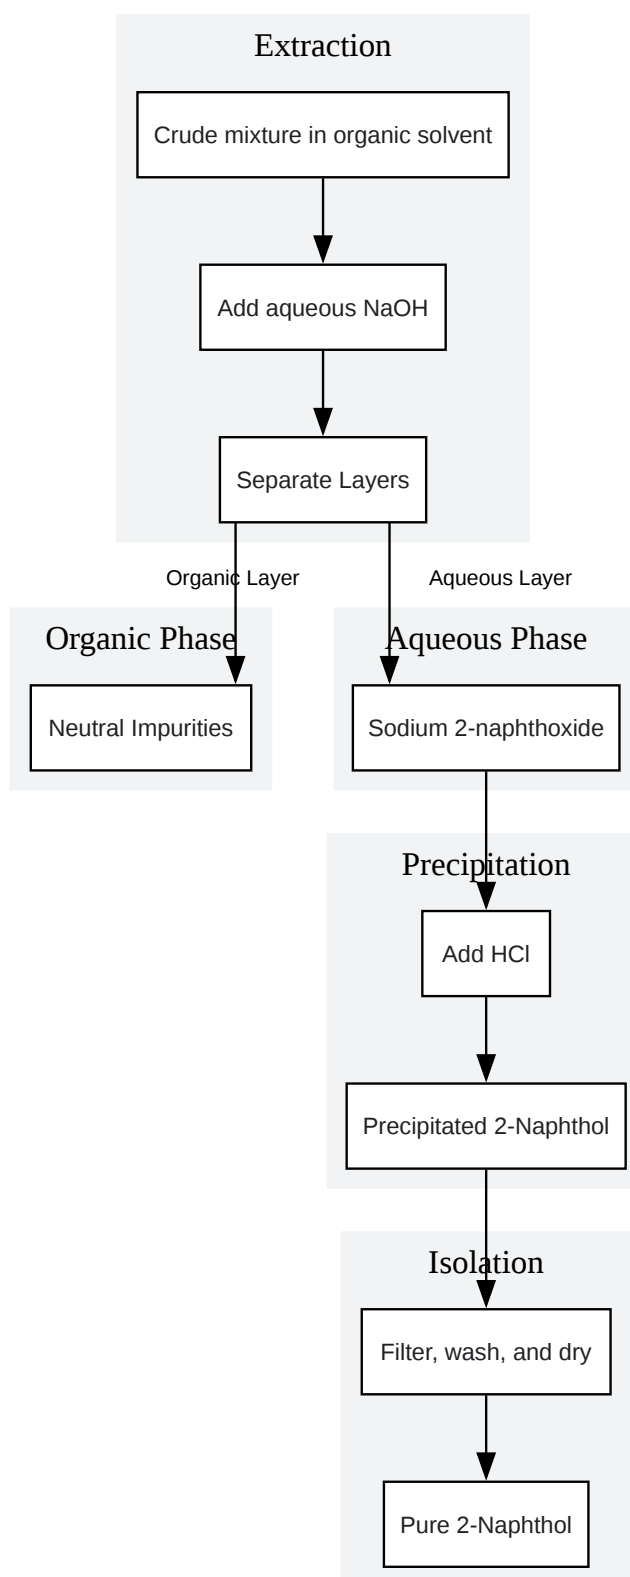 Extraction
Crude mixture in organic solvent
Add aqueous NaOH
Separate Layers
Organic Layer
Aqueous Layer
Organic Phase
Aqueous Phase
Neutral Impurities
Sodium 2-naphthoxide
Precipitation
Add HCl
Precipitated 2-Naphthol
Isolation
Filter, wash, and dry
Pure 2-Naphthol